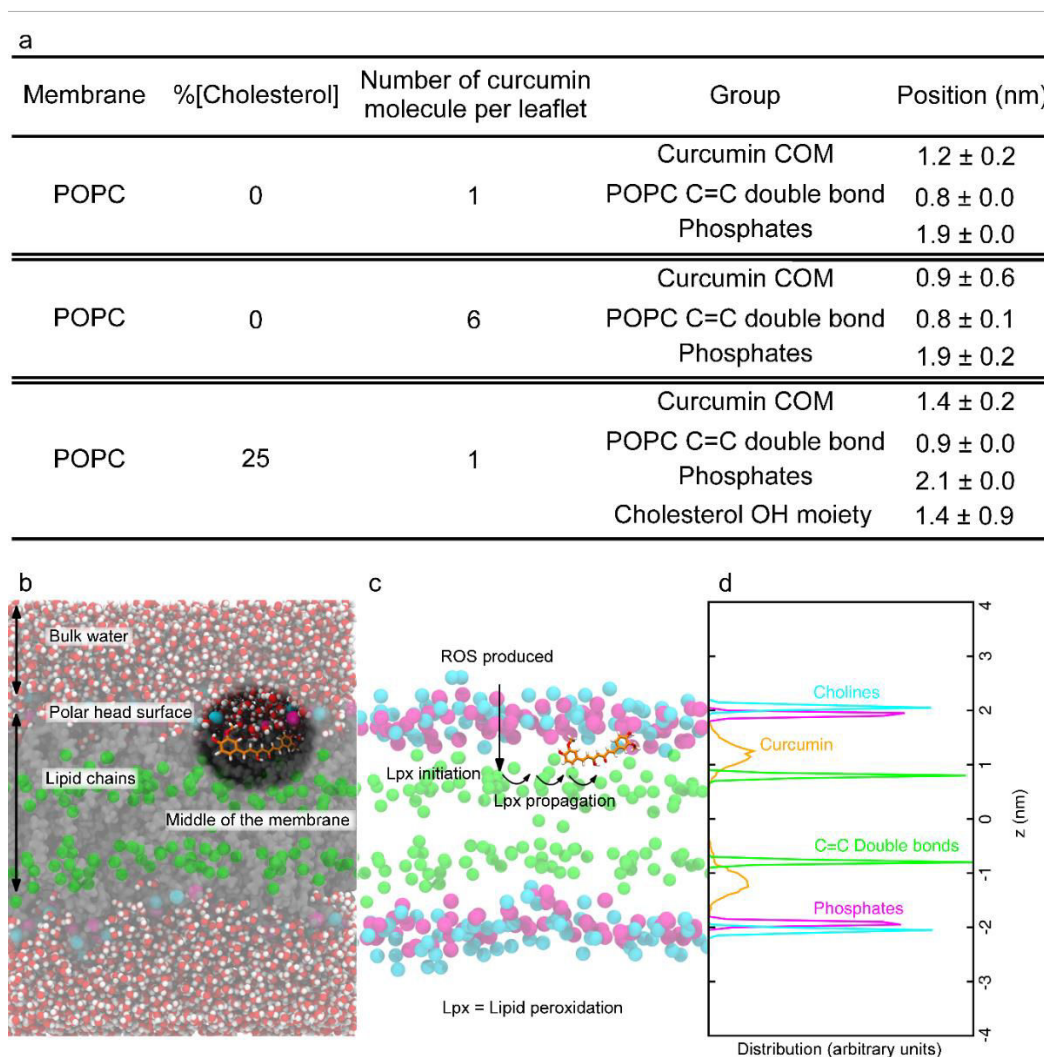 a
Membrane %[Cholesterol] Number of curcumin molecule per leaflet Group Position (nm)
POPC 0 1 Curcumin COM 1.2 ± 0.2
POPC C=C double bond 0.8 ± 0.0
Phosphates 1.9 ± 0.0
POPC 0 6 Curcumin COM 0.9 ± 0.6
POPC C=C double bond 0.8 ± 0.1
Phosphates 1.9 ± 0.2
POPC 25 1 Curcumin COM 1.4 ± 0.2
POPC C=C double bond 0.9 ± 0.0
Phosphates 2.1 ± 0.0
Cholesterol OH moiety 1.4 ± 0.9
b
Bulk water
Polar head surface
Lipid chains
Middle of the membrane
c
ROS produced
Lpx initiation
Lpx propagation
Lpx = Lipid peroxidation
d
Cholines
Curcumin
C=C Double bonds
Phosphates
4
3
2
1
0
-1
-2
-3
-4
z (nm)
Distribution (arbitrary units)